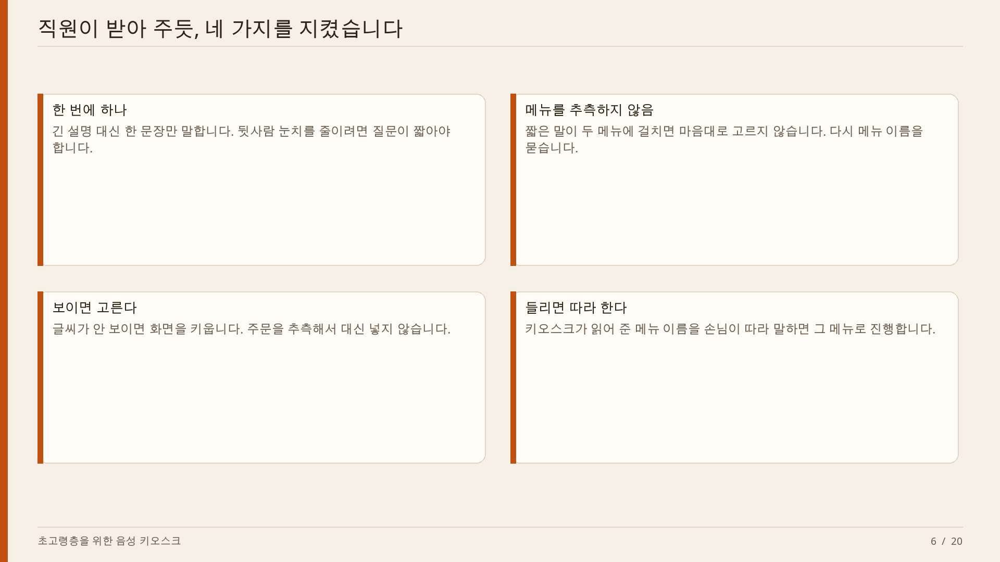 직원이 받아 주듯, 네 가지를 지켰습니다
한 번에 하나
긴 설명 대신 한 문장만 말합니다. 뒷사람 눈치를 줄이려면 질문이 짧아야
합니다.
메뉴를 추측하지 않음
짧은 말이 두 메뉴에 걸치면 마음대로 고르지 않습니다. 다시 메뉴 이름을
묻습니다.
보이면 고른다
글씨가 안 보이면 화면을 키웁니다. 주문을 추측해서 대신 넣지 않습니다.
들리면 따라 한다
키오스크가 읽어 준 메뉴 이름을 손님이 따라 말하면 그 메뉴로 진행합니다.
초고령층을 위한 음성 키오스크
6 / 20